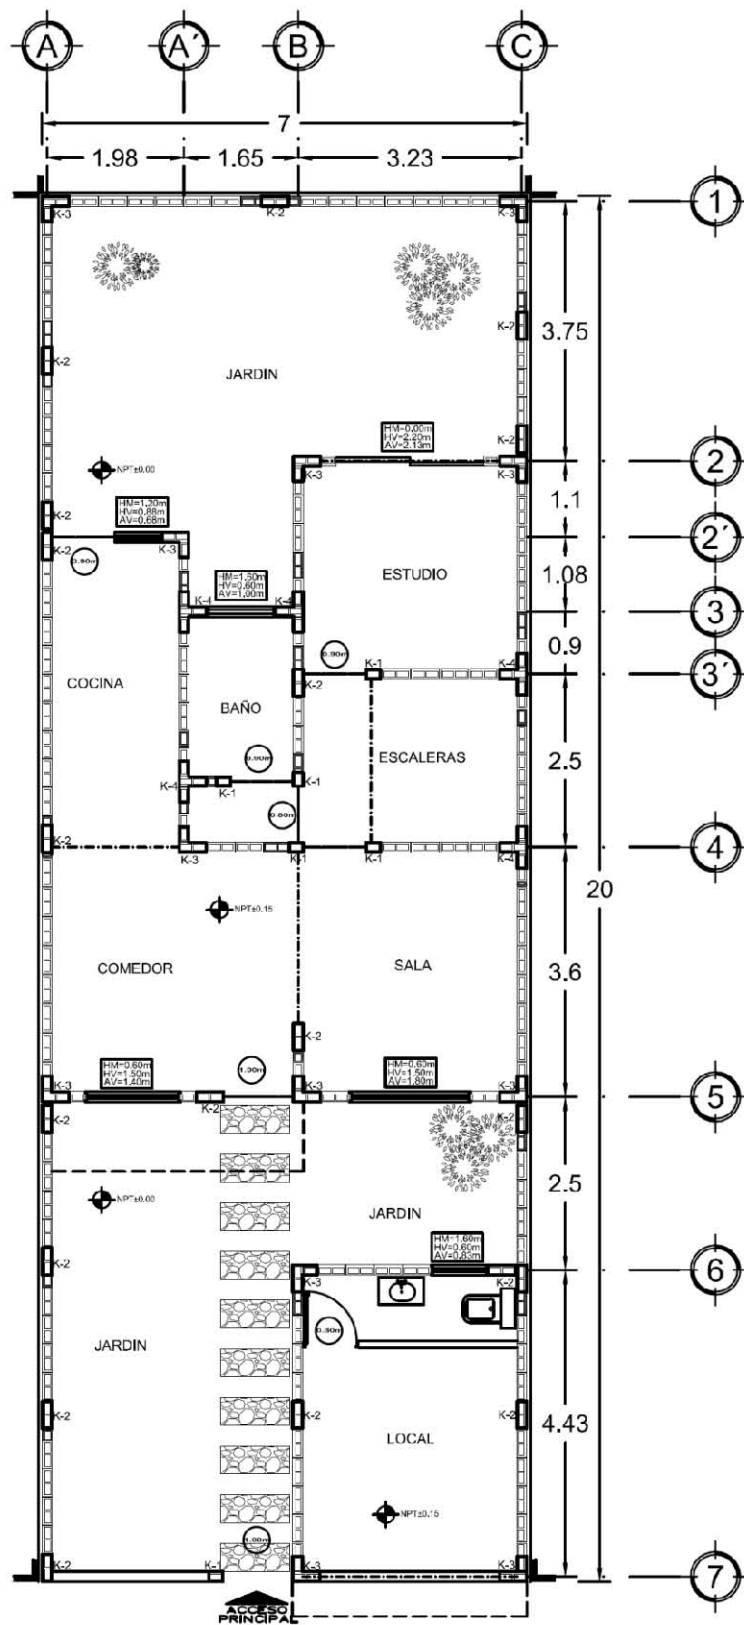 A A´ B C
7
1.98 1.65 3.23
1
K-3 K-2 K-3
K-2 3.75
K-2
JARDIN
K-2
HM=0.00m
HV=2.20m
AV=2.13m
2
NPT±0.00
K-3 K-3
1.1
HM=1.20m
HV=0.88m
AV=0.68m
K-2
2´
K-2 K-3
0.90m
ESTUDIO
1.08
HM=1.60m
HV=0.60m
AV=1.00m
K-4 K-4
3
0.9
0.90m
K-1 K-4
3´
COCINA
K-2
BAÑO
ESCALERAS
2.5
0.90m
K-4 K-1 K-1
0.80m
K-2
K-3 K-1 K-1 K-4
4
20
NPT±0.15
COMEDOR
SALA
3.6
K-2
HM=0.60m
HV=1.50m
AV=1.40m
1.00m
HM=0.60m
HV=1.50m
AV=1.80m
K-3 K-2 K-3 K-3
5
K-2 K-2
2.5
NPT±0.00
JARDIN
HM=1.60m
HV=0.60m
AV=0.83m
K-2
6
K-3 K-2
JARDIN
K-2 K-2 K-2
4.43
LOCAL
NPT±0.15
1.00m
K-2 K-1 K-3 K-3
7
ACCESO
PRINCIPAL